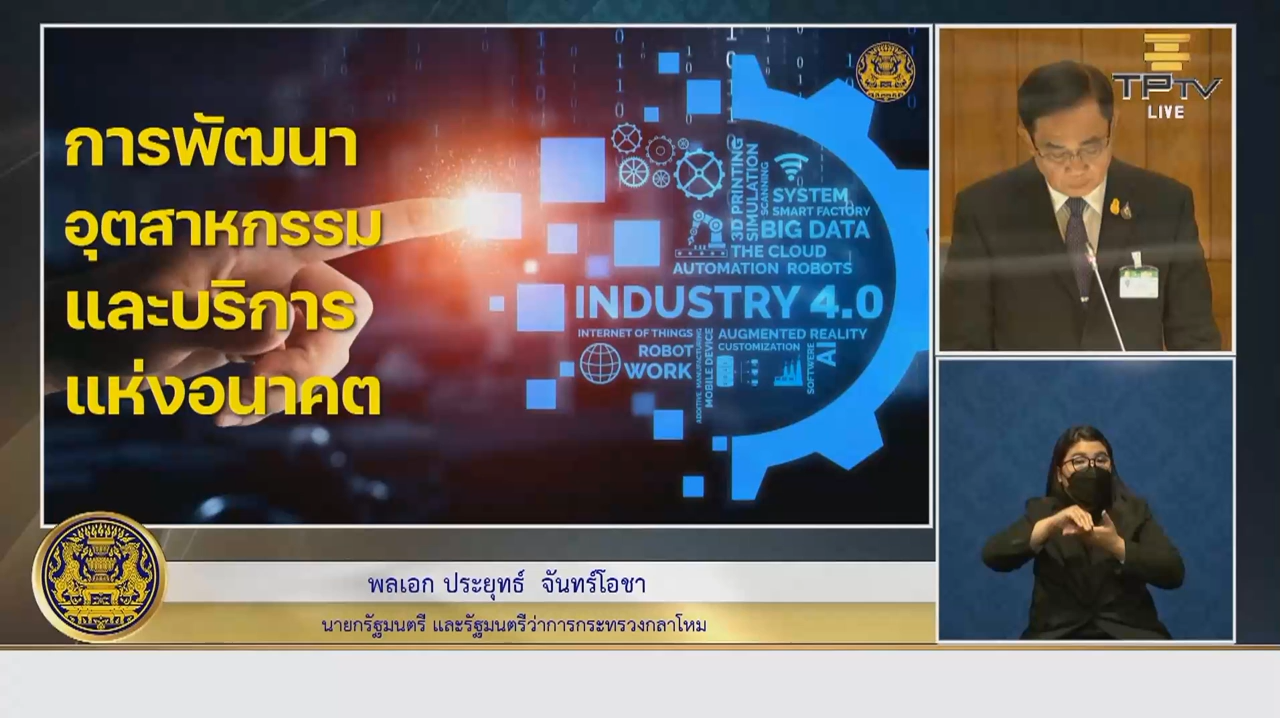 การพัฒนา
อุตสาหกรรม
และบริการ
แห่งอนาคต
3D PRINTING
SIMULATION
SCANNING
SYSTEM
SMART FACTORY
BIG DATA
THE CLOUD
AUTOMATION ROBOTS
INDUSTRY 4.0
INTERNET OF THINGS
AUGMENTED REALITY
CUSTOMIZATION
ROBOT
WORK
ADDITIVE MANUFACTURING
MOBILE DEVICE
SOFTWERE
AI
TPTV
LIVE
พลเอก ประยุทธ์ จันทร์โอชา
นายกรัฐมนตรี และรัฐมนตรีว่าการกระทรวงกลาโหม